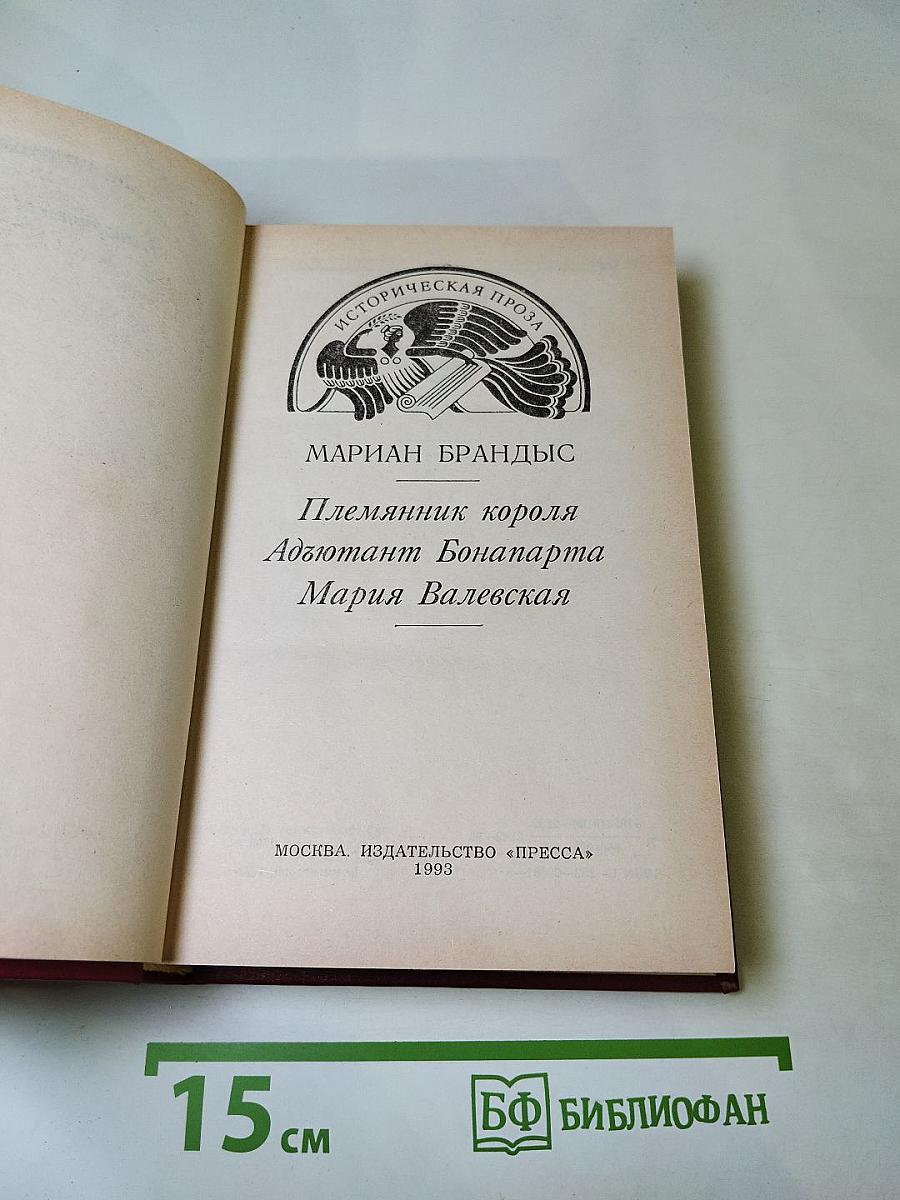 ИСТОРИЧЕСКАЯ ПРОЗА
МАРИАН БРАНДЫС
Племянник короля
Адъютант Бонапарта
Мария Валевская
МОСКВА. ИЗДАТЕЛЬСТВО «ПРЕССА»
1993
15 см
БФ БИБЛИОФАН